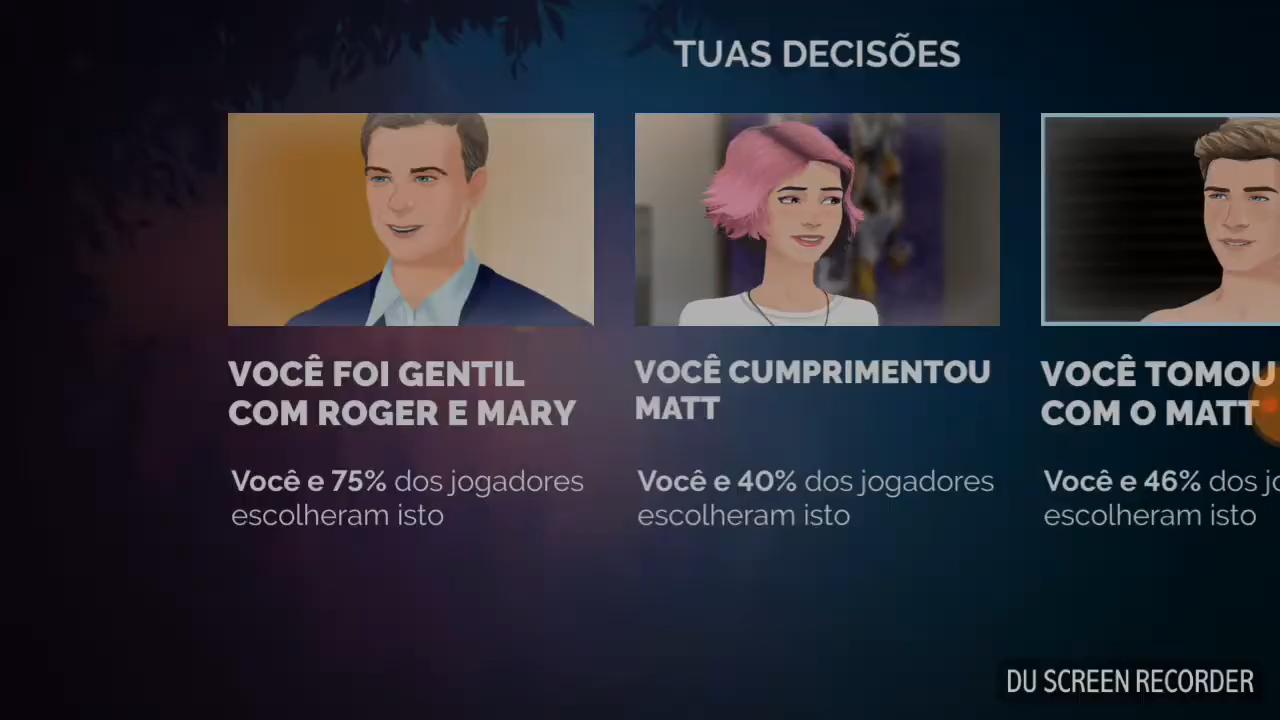 TUAS DECISÕES
VOCÊ FOI GENTIL
COM ROGER E MARY
Você e 75% dos jogadores
escolheram isto
VOCÊ CUMPRIMENTOU
MATT
Você e 40% dos jogadores
escolheram isto
VOCÊ TOMOU
COM O MATT
Você e 46% dos
escolheram isto
DU SCREEN RECORDER